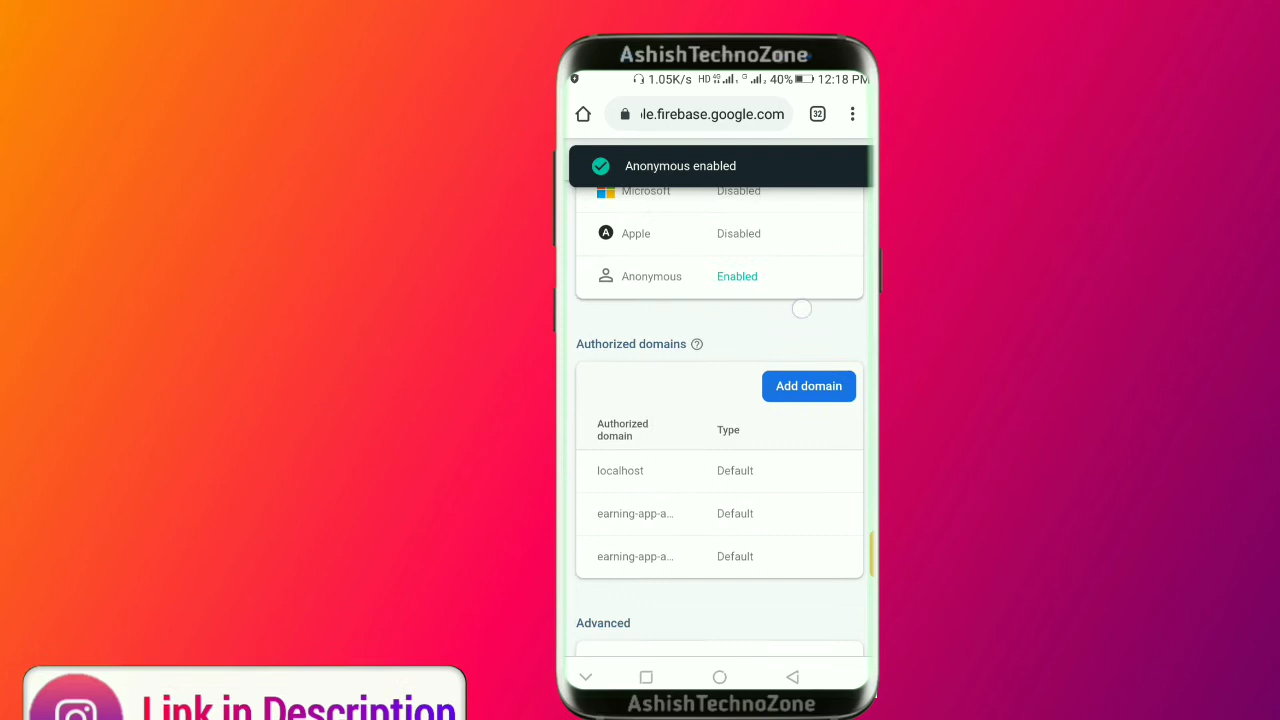 AshishTechnoZone
1.05K/s HD 4G 40% 12:18 PM
le.firebase.google.com 32
Anonymous enabled
Microsoft Disabled
Apple Disabled
Anonymous Enabled
Authorized domains
Add domain
Authorized
domain
Type
localhost Default
earning-app-a... Default
earning-app-a... Default
Advanced
AshishTechnoZone
Link in Description